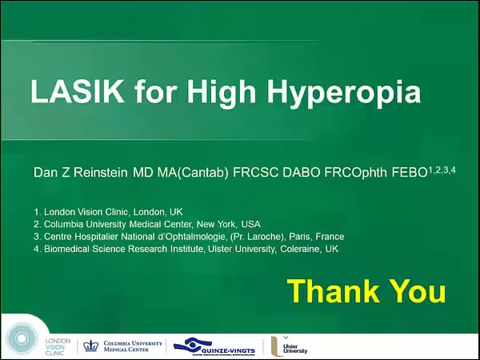 LASIK for High Hyperopia
Dan Z Reinstein MD MA(Cantab) FRCSC DABO FRCOphth FEBO1,2,3,4
1. London Vision Clinic, London, UK
2. Columbia University Medical Center, New York, USA
3. Centre Hospitalier National d'Ophtalmologie, (Pr. Laroche), Paris, France
4. Biomedical Science Research Institute, Ulster University, Coleraine, UK
Thank You
LONDON
VISION
CLINIC
COLUMBIA UNIVERSITY
MEDICAL CENTER
QUINZE-VINGTS
Ulster
University